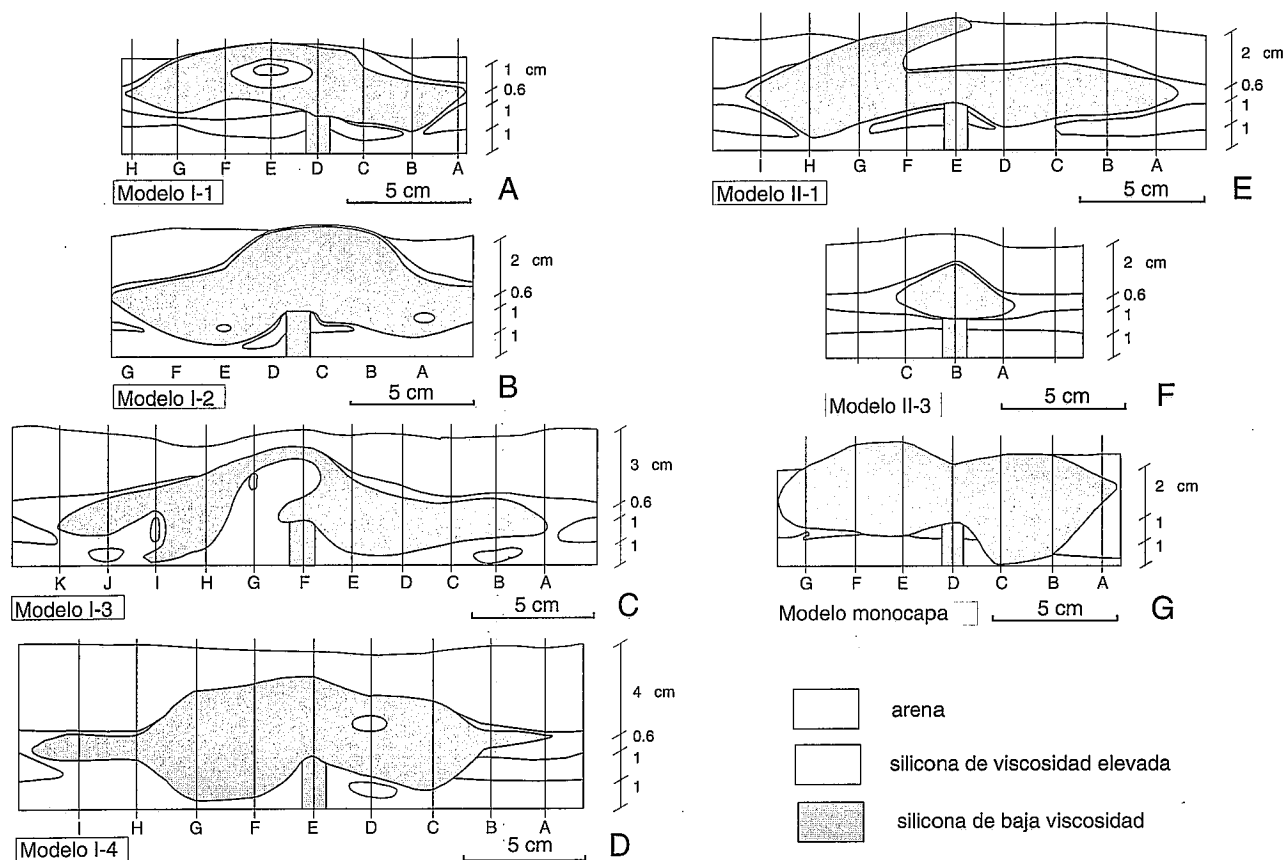 1 cm
0.6
1
1
H G F E D C B A
Modelo I-1
5 cm
A
2 cm
0.6
1
1
G F E D C B A
Modelo I-2
5 cm
B
3 cm
0.6
1
1
K J I H G F E D C B A
Modelo I-3
5 cm
C
4 cm
0.6
1
1
I H G F E D C B A
Modelo I-4
5 cm
D
2 cm
0.6
1
1
I H G F E D C B A
Modelo II-1
5 cm
E
2 cm
0.6
1
1
C B A
Modelo II-3
5 cm
F
2 cm
1
1
G F E D C B A
Modelo monocapa
5 cm
G
arena
silicona de viscosidad elevada
silicona de baja viscosidad